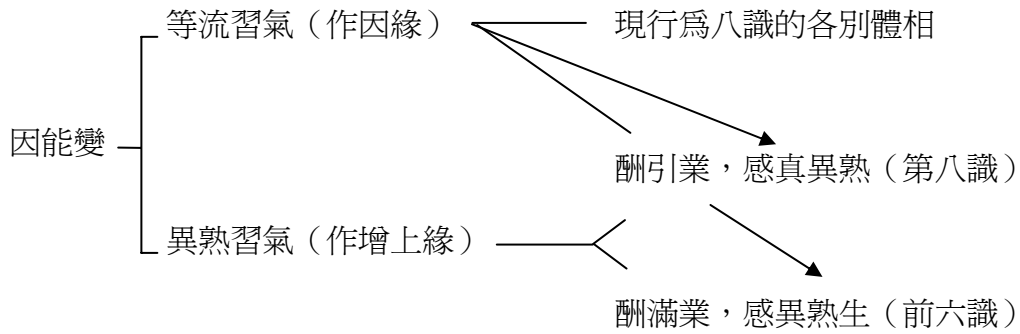 等流習氣（作因緣）
現行爲八識的各別體相
因能變
酬引業，感真異熟（第八識）
異熟習氣（作增上緣）
酬滿業，感異熟生（前六識）